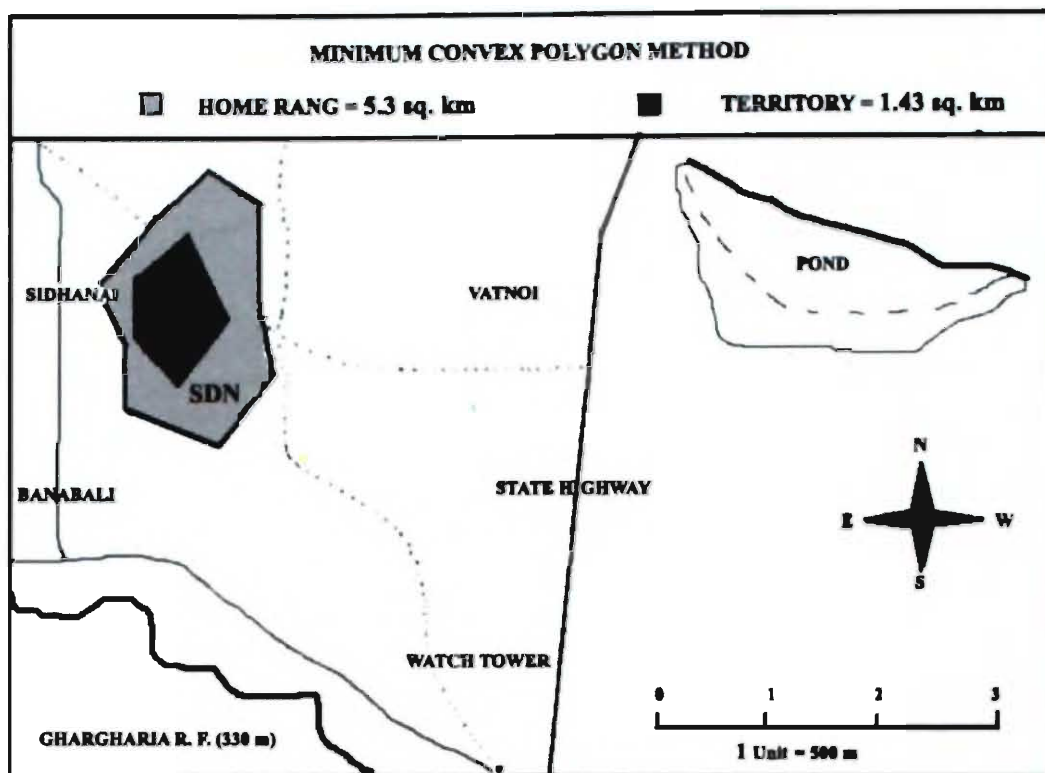 MINIMUM CONVEX POLYGON METHOD
HOME RANG = 5.3 sq. km TERRITORY = 1.43 sq. km
POND
SIDHANAI VATNOI
SDN
N
BANABALI STATE HIGHWAY
E W
S
WATCH TOWER
0 1 2 3
GHARGHARIA R. F. (330 m) 1 Unit = 500 m